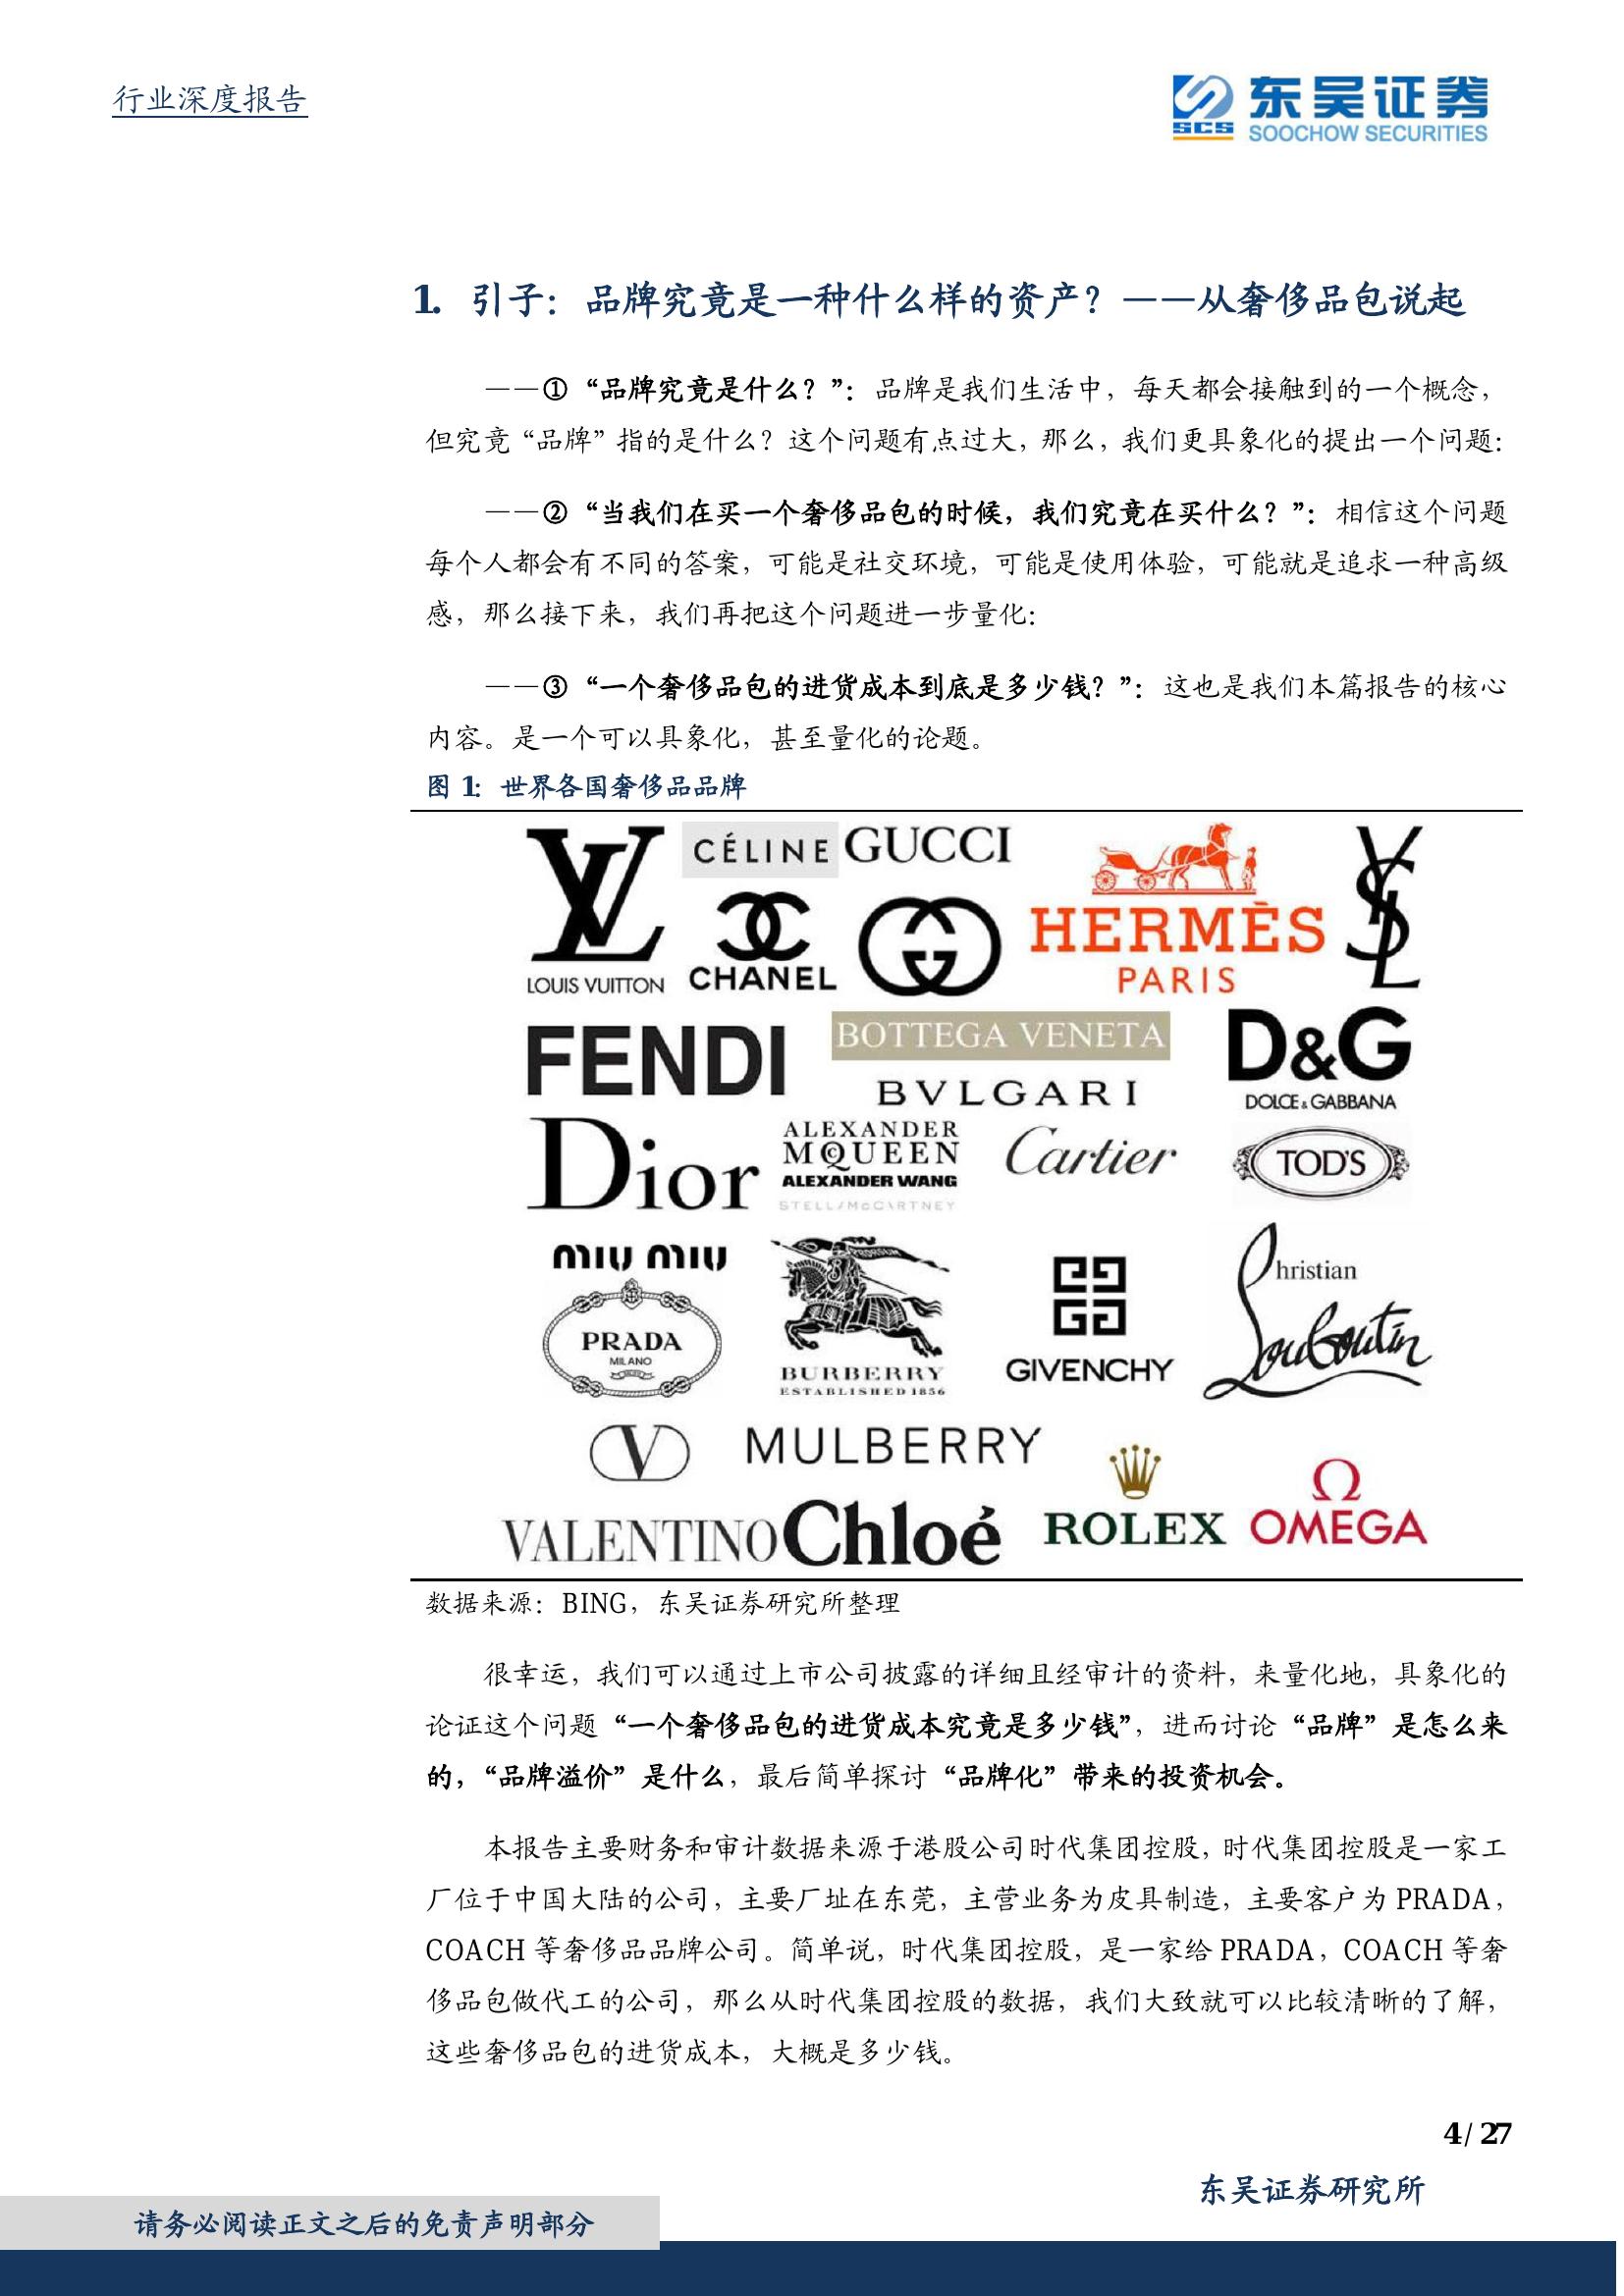 行业深度报告
SCS
东吴证券
SOOCHOW SECURITIES
1. 引子：品牌究竟是一种什么样的资产？——从奢侈品包说起
——①“品牌究竟是什么？”：品牌是我们生活中，每天都会接触到的一个概念，
但究竟“品牌”指的是什么？这个问题有点过大，那么，我们更具象化的提出一个问题：
——②“当我们在买一个奢侈品包的时候，我们究竟在买什么？”：相信这个问题
每个人都会有不同的答案，可能是社交环境，可能是使用体验，可能就是追求一种高级
感，那么接下来，我们再把这个问题进一步量化：
——③“一个奢侈品包的进货成本到底是多少钱？”：这也是我们本篇报告的核心
内容。是一个可以具象化，甚至量化的论题。
图 1：世界各国奢侈品品牌
LV
LOUIS VUITTON
CÉLINE
GUCCI
CHANEL
HERMÈS
PARIS
YSL
FENDI
BOTTEGA VENETA
BVLGARI
D&G
DOLCE & GABBANA
Dior
ALEXANDER
MCQUEEN
ALEXANDER WANG
STELLA McCARTNEY
Cartier
TOD'S
MIU MIU
PRADA
MILANO
PRORSUM
BURBERRY
ESTABLISHED 1856
GIVENCHY
Christian
Louboutin
V
VALENTINO
MULBERRY
Chloé
ROLEX
Ω
OMEGA
数据来源：BING，东吴证券研究所整理
很幸运，我们可以通过上市公司披露的详细且经审计的资料，来量化地，具象化的
论证这个问题“一个奢侈品包的进货成本究竟是多少钱”，进而讨论“品牌”是怎么来
的，“品牌溢价”是什么，最后简单探讨“品牌化”带来的投资机会。
本报告主要财务和审计数据来源于港股公司时代集团控股，时代集团控股是一家工
厂位于中国大陆的公司，主要厂址在东莞，主营业务为皮具制造，主要客户为 PRADA，
COACH 等奢侈品品牌公司。简单说，时代集团控股，是一家给 PRADA，COACH 等奢
侈品包做代工的公司，那么从时代集团控股的数据，我们大致就可以比较清晰的了解，
这些奢侈品包的进货成本，大概是多少钱。
4 / 27
东吴证券研究所
请务必阅读正文之后的免责声明部分